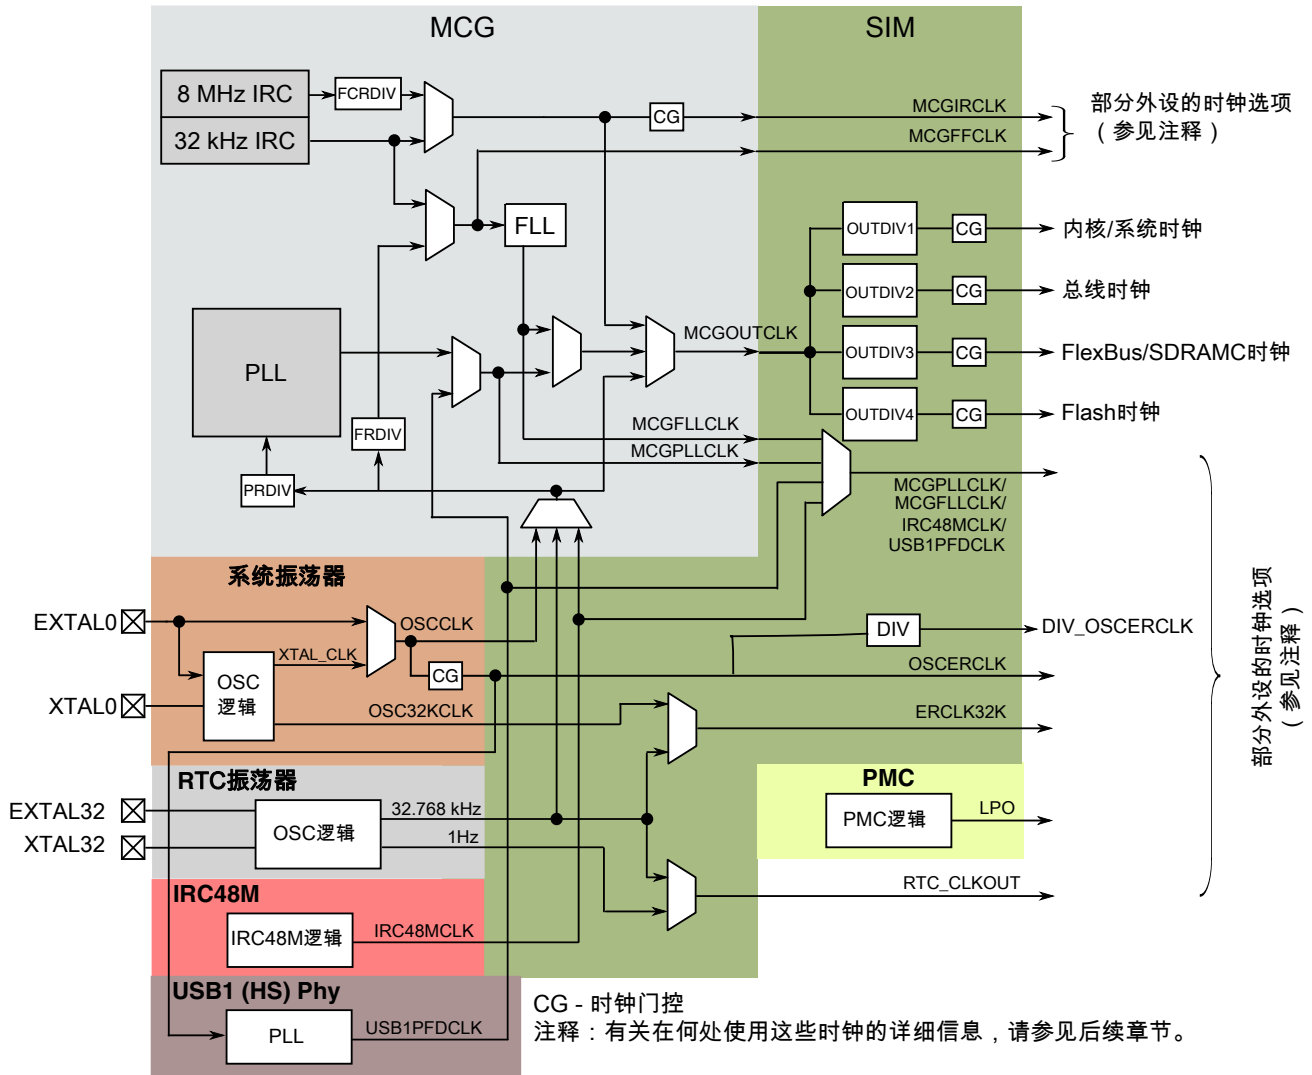 MCG
SIM
8 MHz IRC
FCRDIV
32 kHz IRC
CG
MCGIRCLK
MCGFFCLK
部分外设的时钟选项
（参见注释）
FLL
OUTDIV1
CG
内核/系统时钟
OUTDIV2
CG
总线时钟
PLL
MCGOUTCLK
OUTDIV3
CG
FlexBus/SDRAMC时钟
OUTDIV4
CG
Flash时钟
FRDIV
MCGFLLCLK
MCGPLLCLK
PRDIV
MCGPLLCLK/
MCGFLLCLK/
IRC48MCLK/
USB1PFDCLK
系统振荡器
EXTAL0
OSCCLK
XTAL_CLK
OSC
逻辑
CG
XTAL0
OSC32KCLK
DIV
DIV_OSCERCLK
OSCERCLK
ERCLK32K
部分外设的时钟选项
（参见注释）
RTC振荡器
EXTAL32
XTAL32
OSC逻辑
32.768 kHz
1Hz
PMC
PMC逻辑
LPO
RTC_CLKOUT
IRC48M
IRC48M逻辑
IRC48MCLK
USB1 (HS) Phy
PLL
USB1PFDCLK
CG - 时钟门控
注释：有关在何处使用这些时钟的详细信息，请参见后续章节。